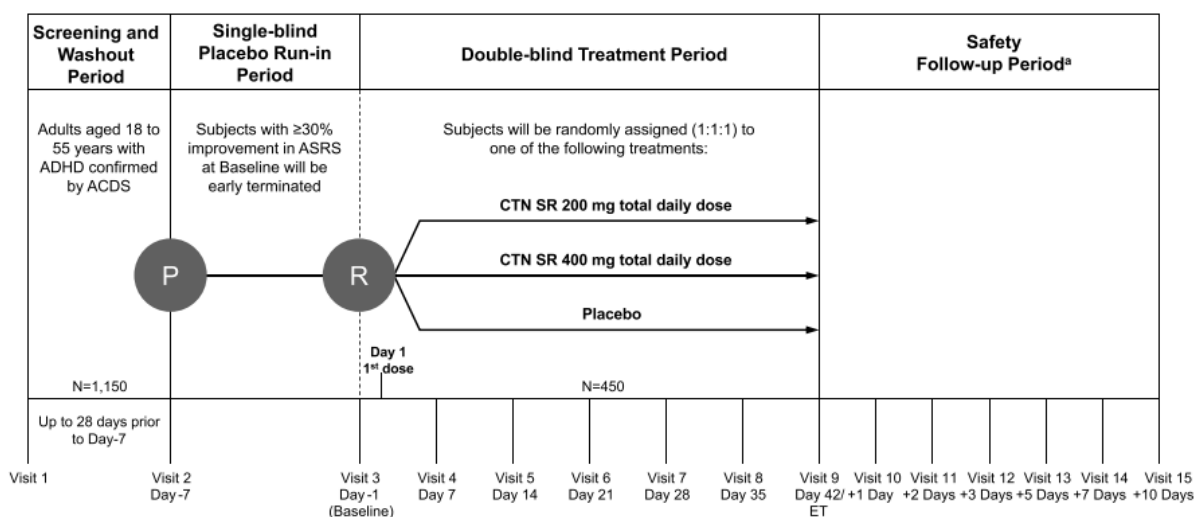 Screening and
Washout
Period
Single-blind
Placebo Run-in
Period
Double-blind Treatment Period
Safety
Follow-up Periodᵃ
Adults aged 18 to
55 years with
ADHD confirmed
by ACDS
Subjects with ≥30%
improvement in ASRS
at Baseline will be
early terminated
Subjects will be randomly assigned (1:1:1) to
one of the following treatments:
CTN SR 200 mg total daily dose
P
R
CTN SR 400 mg total daily dose
Placebo
Day 1
1ˢᵗ dose
N=1,150
N=450
Up to 28 days prior
to Day-7
Visit 1
Visit 2
Day -7
Visit 3
Day -1
(Baseline)
Visit 4
Day 7
Visit 5
Day 14
Visit 6
Day 21
Visit 7
Day 28
Visit 8
Day 35
Visit 9
Day 42/
ET
Visit 10
+1 Day
Visit 11
+2 Days
Visit 12
+3 Days
Visit 13
+5 Days
Visit 14
+7 Days
Visit 15
+10 Days